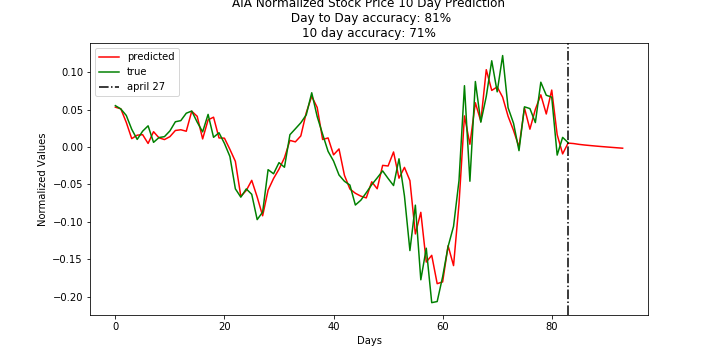 AIA Normalized Stock Price 10 Day Prediction
Day to Day accuracy: 81%
10 day accuracy: 71%
predicted
true
april 27
Normalized Values
0.10
0.05
0.00
−0.05
−0.10
−0.15
−0.20
0 20 40 60 80
Days